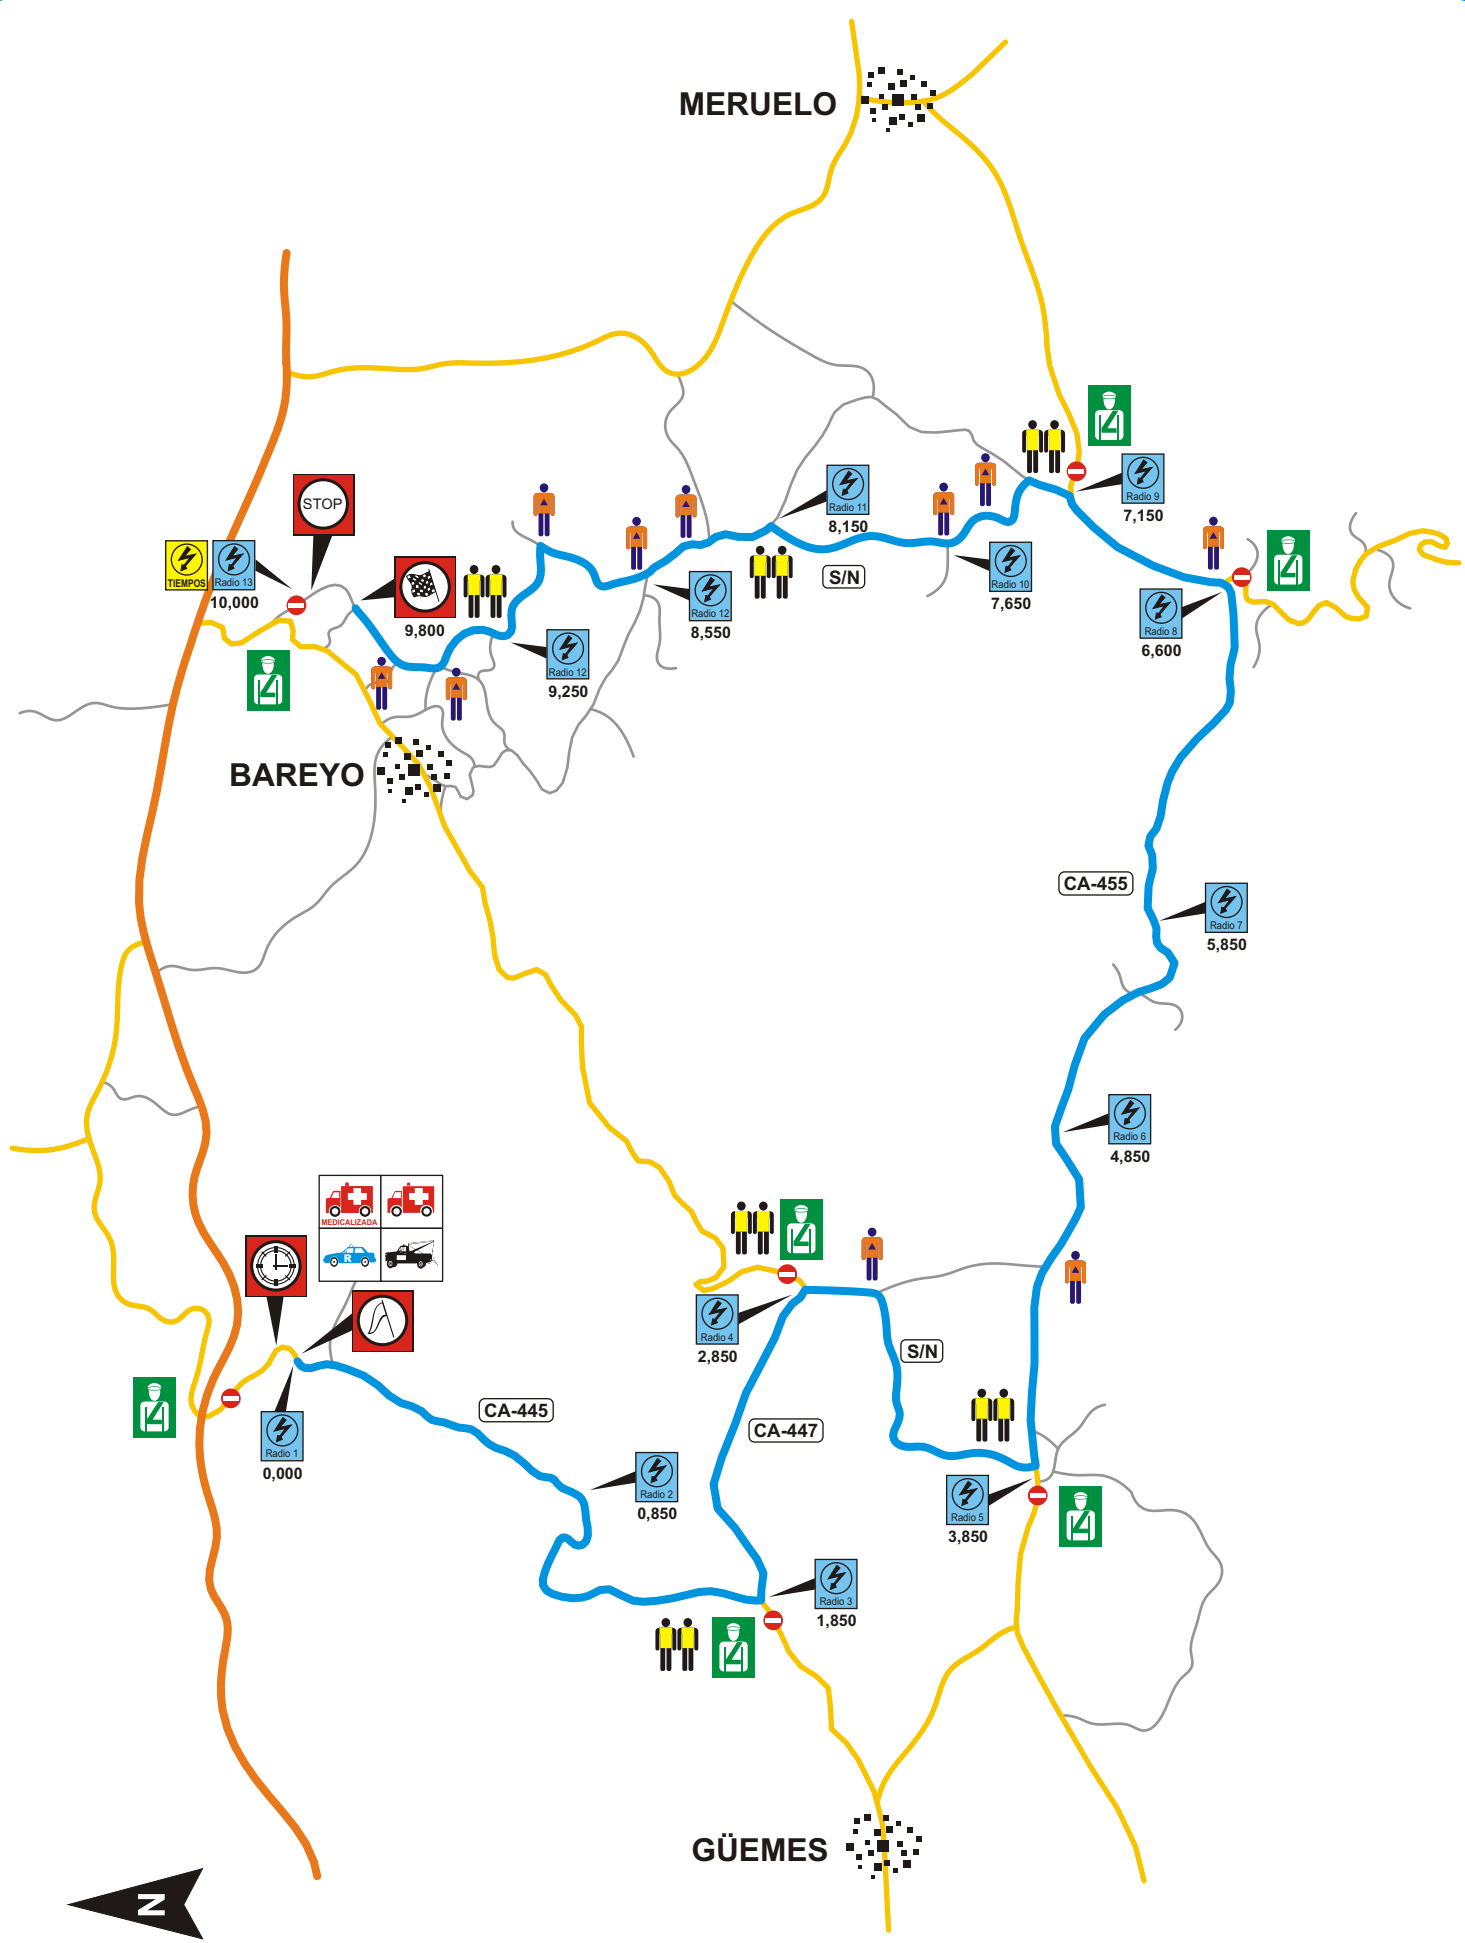 MERUELO
Radio 9
7,150
STOP
Radio 11
8,150
TIEMPOS
Radio 13
10,000
9,800
S/N
Radio 10
7,650
Radio 12
8,550
Radio 8
6,600
Radio 12
9,250
BAREYO
CA-455
Radio 7
5,850
Radio 6
4,850
MEDICALIZADA
R
Radio 4
2,850
S/N
CA-445
CA-447
Radio 1
0,000
Radio 2
0,850
Radio 5
3,850
Radio 3
1,850
GÜEMES
N